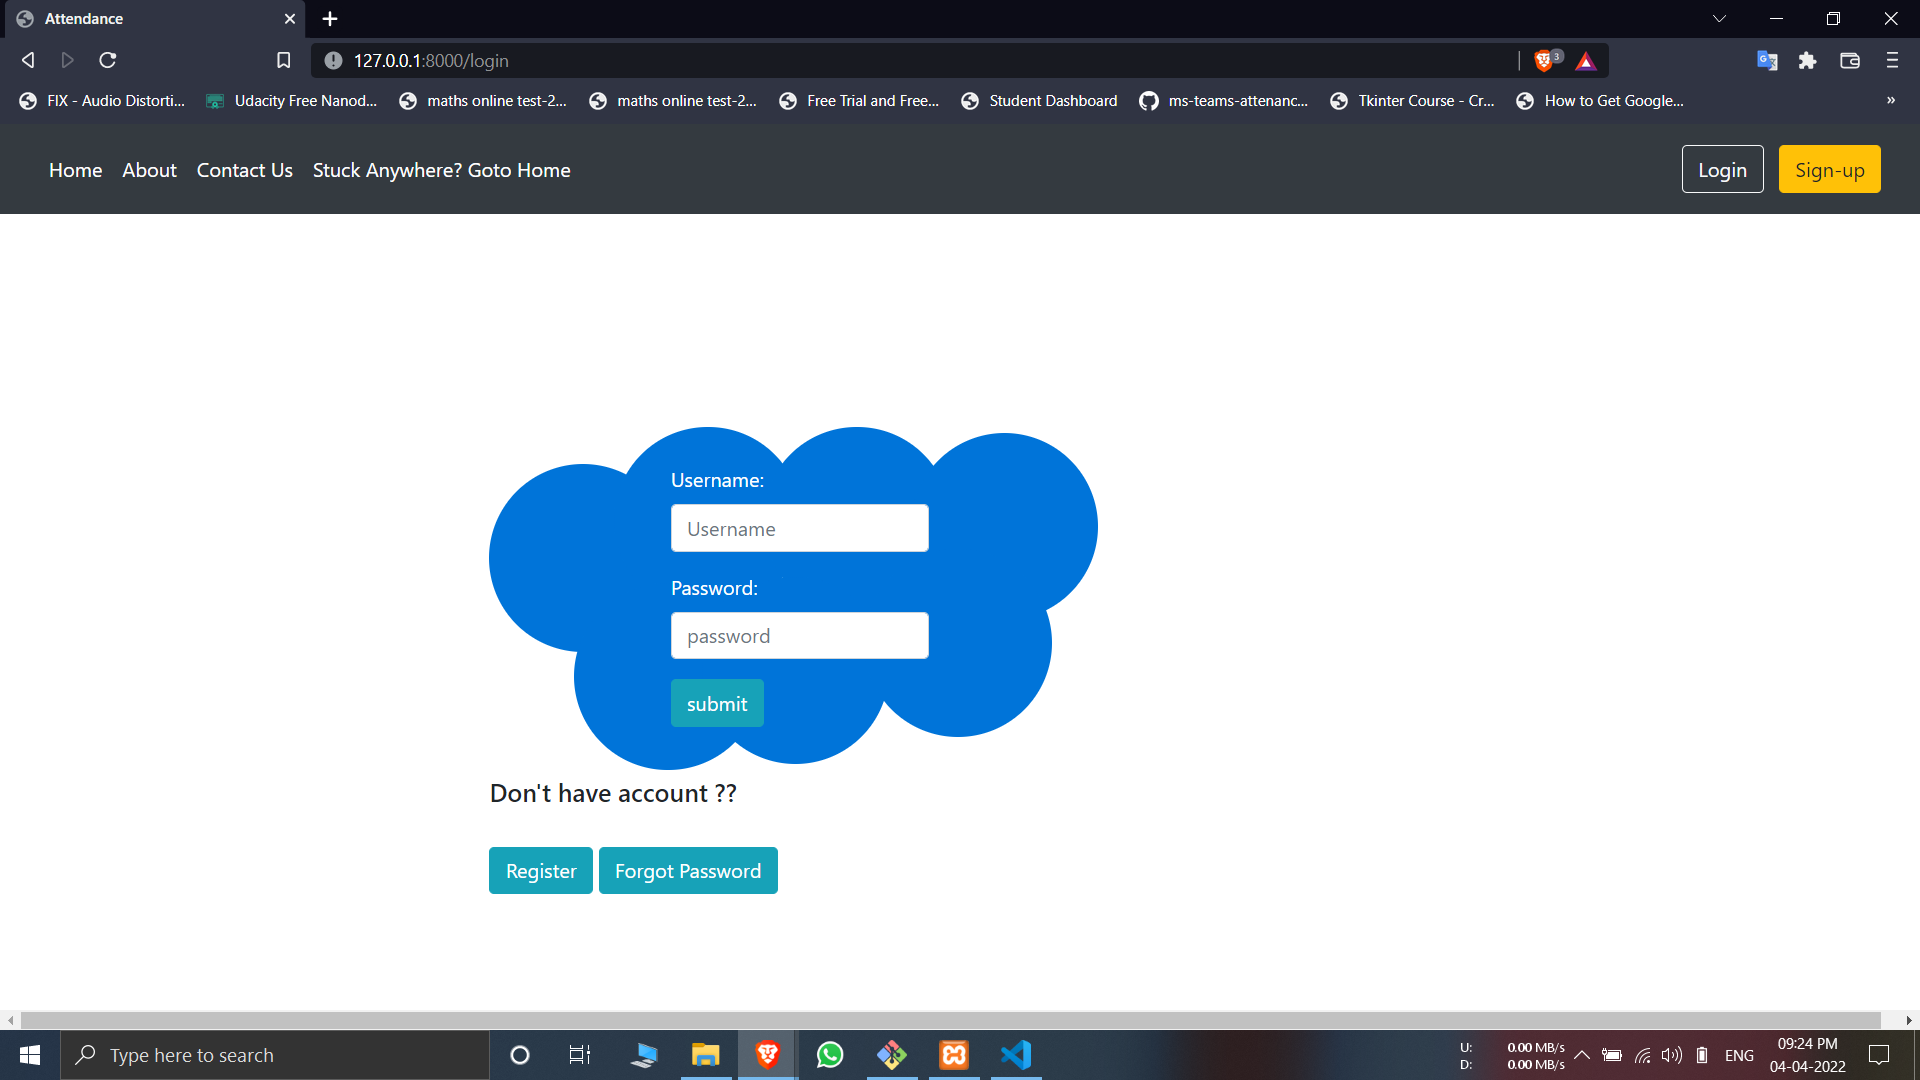 Attendance
127.0.0.1:8000/login
3
FIX - Audio Distorti... Udacity Free Nanod... maths online test-2... maths online test-2... Free Trial and Free... Student Dashboard ms-teams-attenanc... Tkinter Course - Cr... How to Get Google... »
Home About Contact Us Stuck Anywhere? Goto Home Login Sign-up
Username:
Username
Password:
password
submit
Don't have account ??
Register Forgot Password
Type here to search
U: 0.00 MB/s
D: 0.00 MB/s
ENG
09:24 PM
04-04-2022